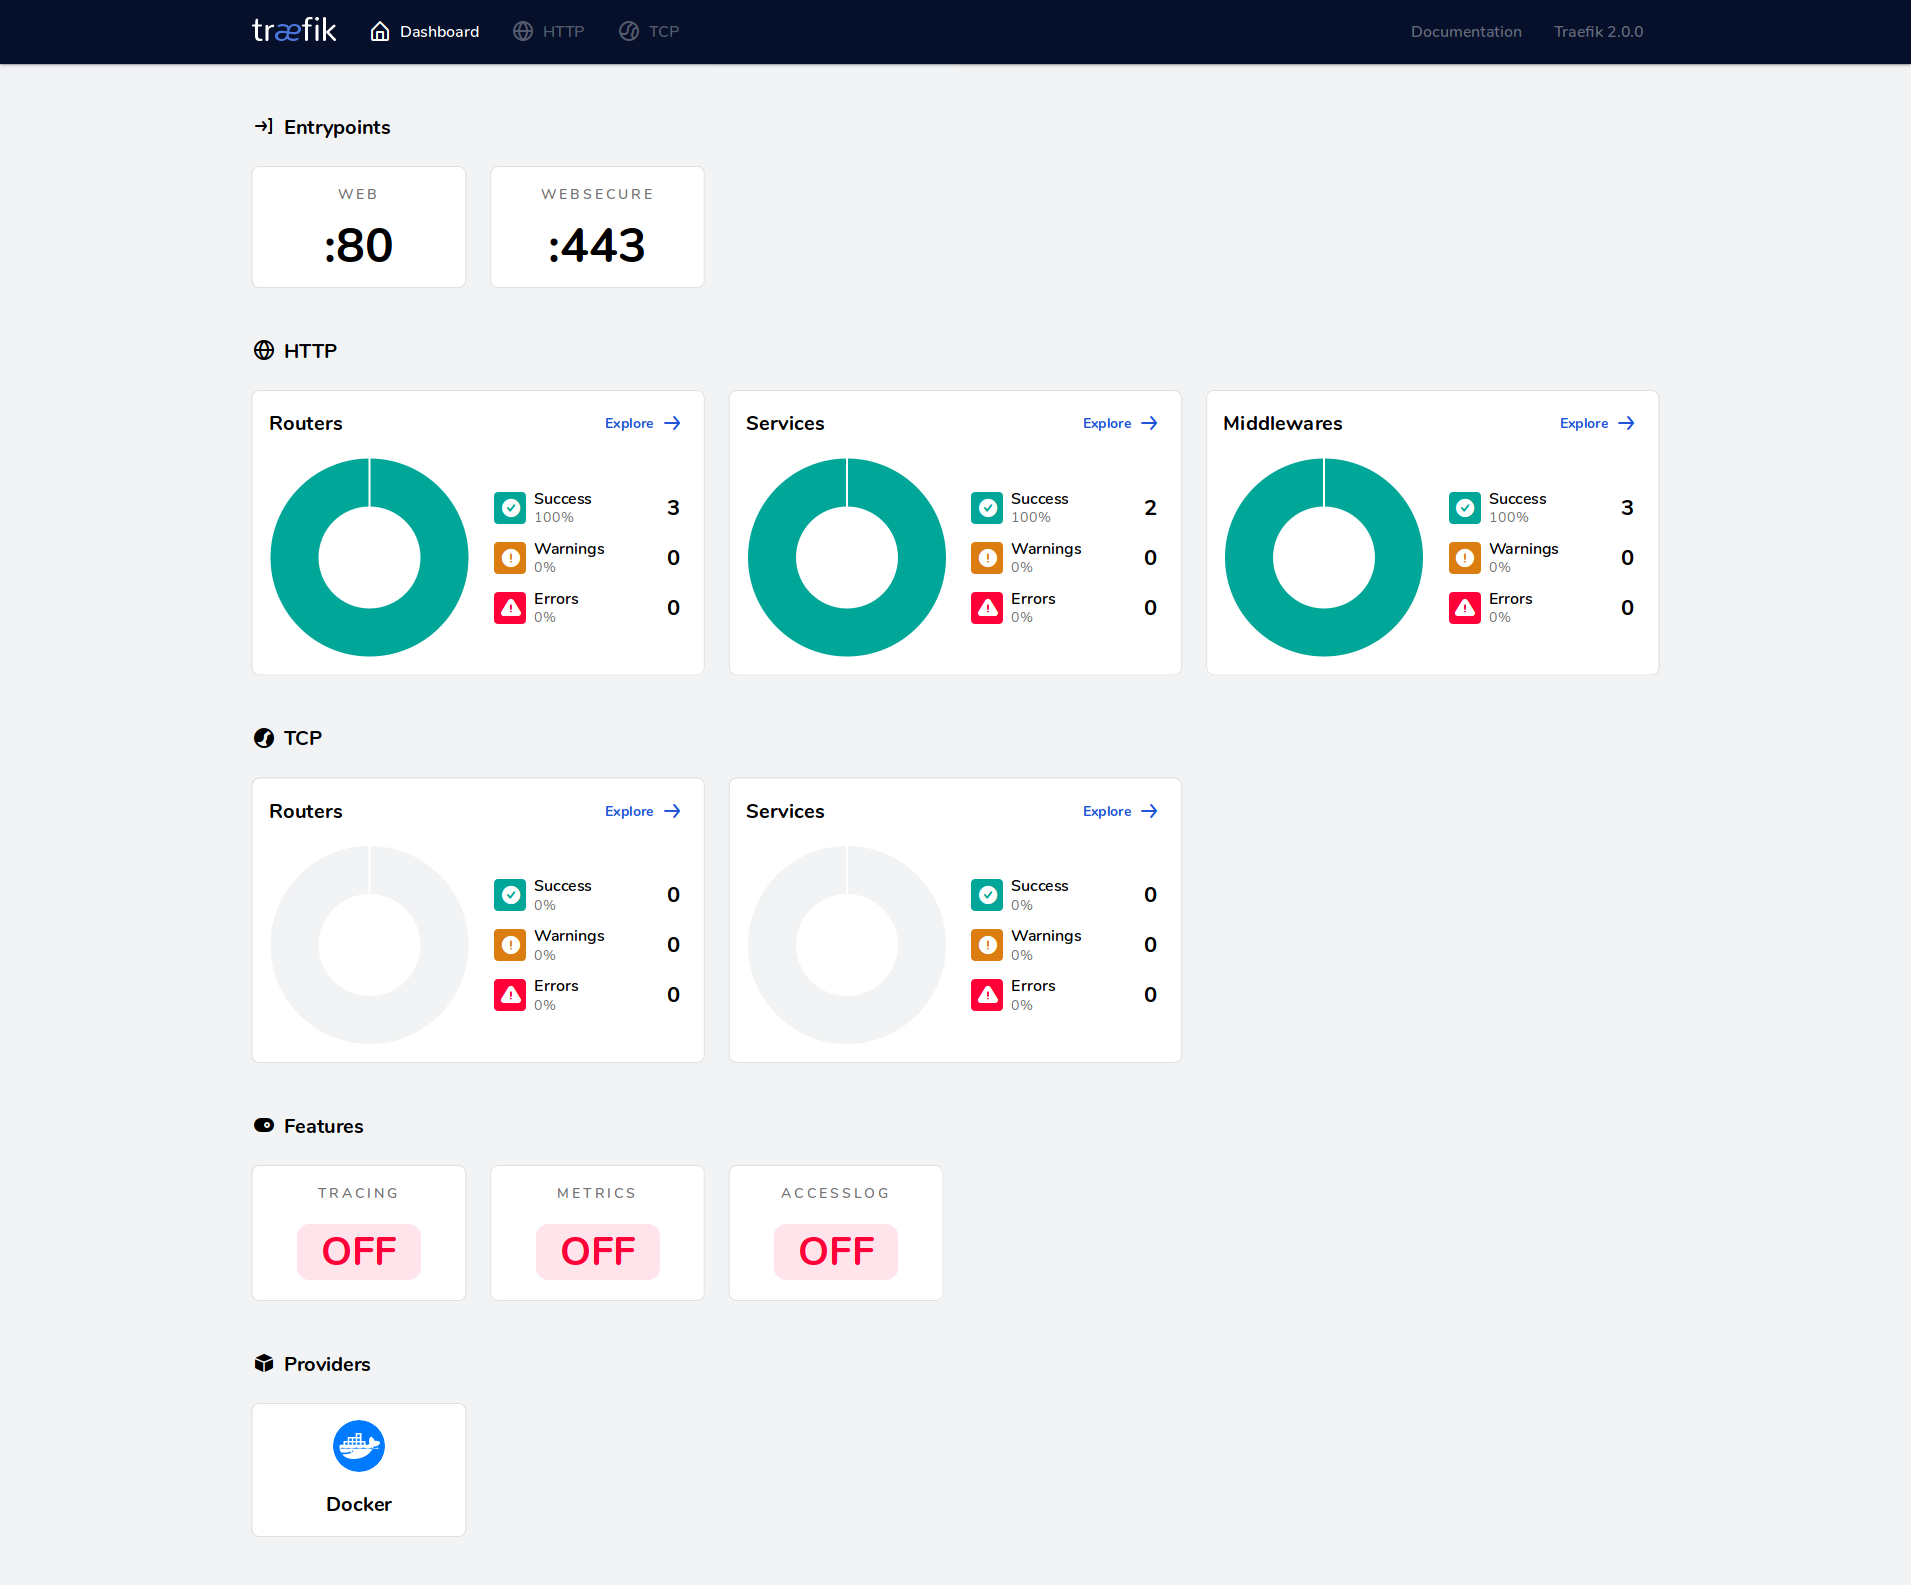 træfik Dashboard HTTP TCP Documentation Traefik 2.0.0
Entrypoints
WEB
:80
WEBSECURE
:443
HTTP
Routers Explore
Success 3
100%
Warnings 0
0%
Errors 0
0%
Services Explore
Success 2
100%
Warnings 0
0%
Errors 0
0%
Middlewares Explore
Success 3
100%
Warnings 0
0%
Errors 0
0%
TCP
Routers Explore
Success 0
0%
Warnings 0
0%
Errors 0
0%
Services Explore
Success 0
0%
Warnings 0
0%
Errors 0
0%
Features
TRACING
OFF
METRICS
OFF
ACCESSLOG
OFF
Providers
Docker